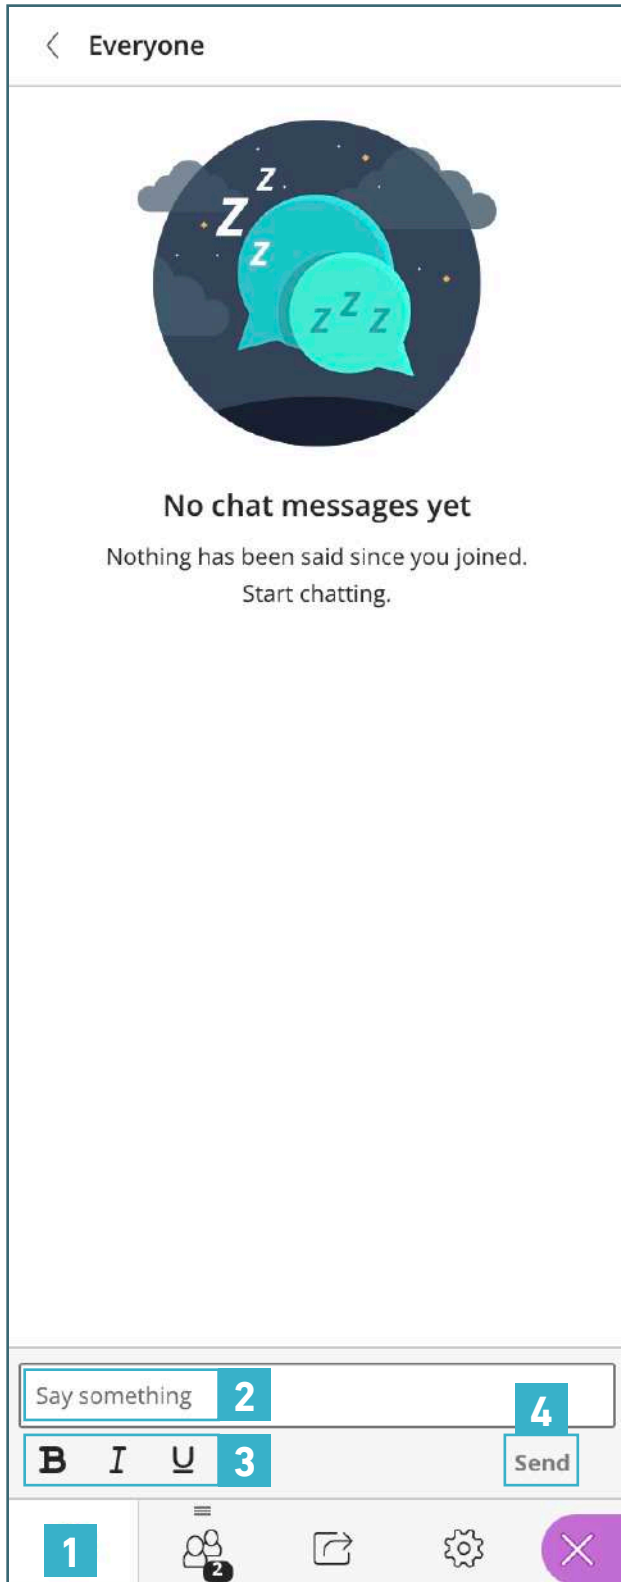 Everyone
Z
Z
Z
Z Z Z
No chat messages yet
Nothing has been said since you joined.
Start chatting.
Say something 2
4
B I U 3
Send
1
2